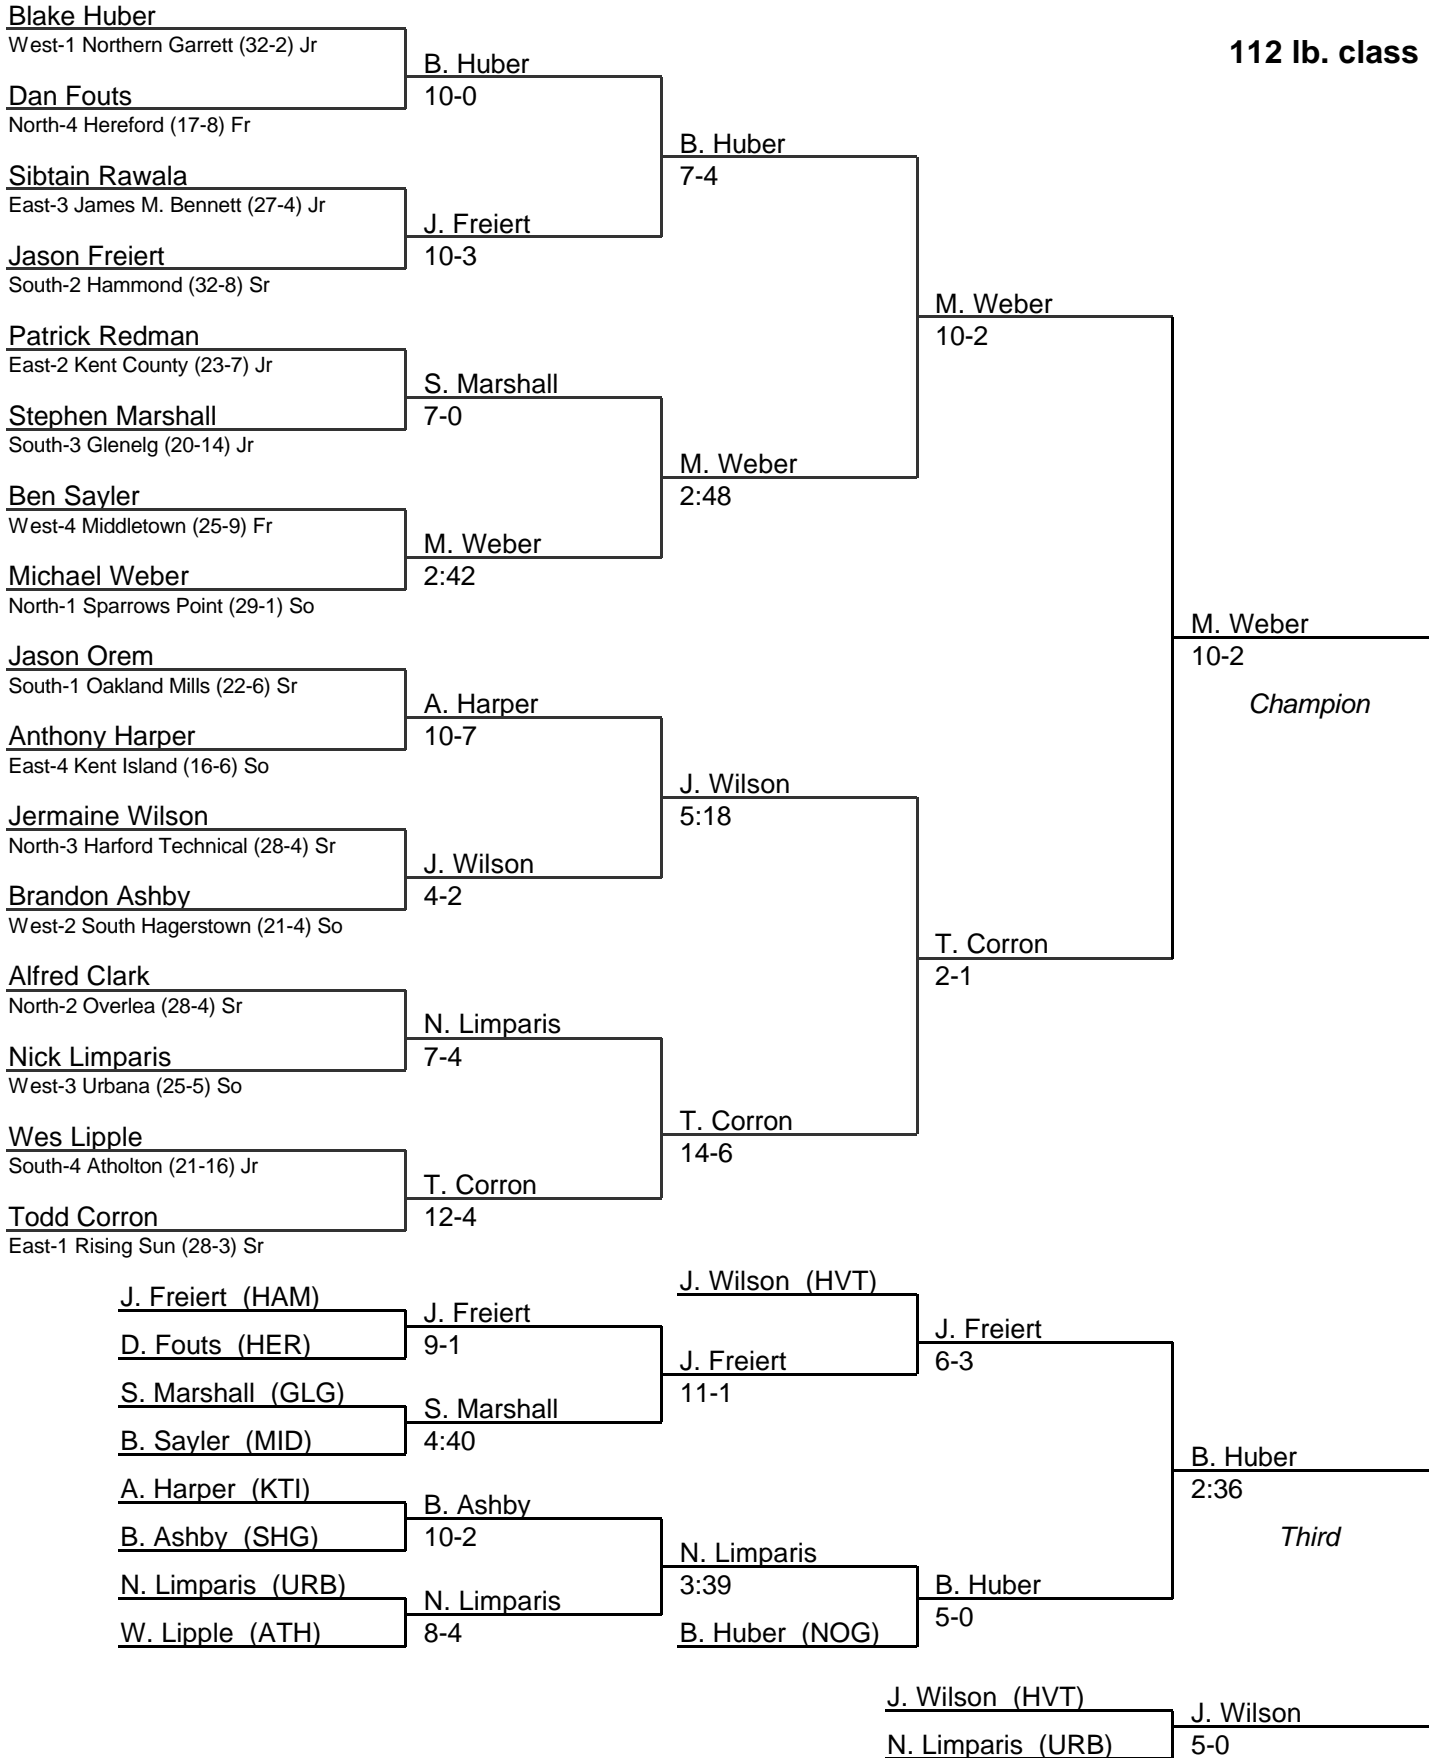 112 lb. class
Blake Huber
West-1 Northern Garrett (32-2) Jr
B. Huber
10-0
Dan Fouts
North-4 Hereford (17-8) Fr
B. Huber
7-4
Sibtain Rawala
East-3 James M. Bennett (27-4) Jr
J. Freiert
10-3
Jason Freiert
South-2 Hammond (32-8) Sr
M. Weber
10-2
Patrick Redman
East-2 Kent County (23-7) Jr
S. Marshall
7-0
Stephen Marshall
South-3 Glenelg (20-14) Jr
M. Weber
2:48
Ben Sayler
West-4 Middletown (25-9) Fr
M. Weber
2:42
Michael Weber
North-1 Sparrows Point (29-1) So
M. Weber
10-2
Champion
Jason Orem
South-1 Oakland Mills (22-6) Sr
A. Harper
10-7
Anthony Harper
East-4 Kent Island (16-6) So
J. Wilson
5:18
Jermaine Wilson
North-3 Harford Technical (28-4) Sr
J. Wilson
4-2
Brandon Ashby
West-2 South Hagerstown (21-4) So
T. Corron
2-1
Alfred Clark
North-2 Overlea (28-4) Sr
N. Limparis
7-4
Nick Limparis
West-3 Urbana (25-5) So
T. Corron
14-6
Wes Lipple
South-4 Atholton (21-16) Jr
T. Corron
12-4
Todd Corron
East-1 Rising Sun (28-3) Sr
J. Freiert (HAM)
J. Freiert
9-1
D. Fouts (HER)
J. Wilson (HVT)
J. Freiert
6-3
J. Freiert
11-1
S. Marshall (GLG)
S. Marshall
4:40
B. Sayler (MID)
B. Huber
2:36
Third
A. Harper (KTI)
B. Ashby
10-2
B. Ashby (SHG)
N. Limparis
3:39
N. Limparis (URB)
N. Limparis
8-4
W. Lipple (ATH)
B. Huber (NOG)
B. Huber
5-0
J. Wilson (HVT)
J. Wilson
5-0
N. Limparis (URB)